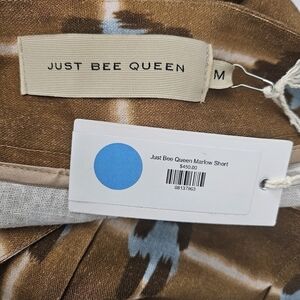 JUST BEE QUEEN
M
Just Bee Queen Marlow Short
$450.00
08137963